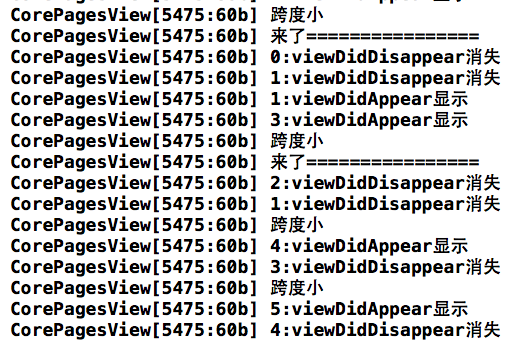 CorePagesView[5475:60b] 跨度小
CorePagesView[5475:60b] 来了================
CorePagesView[5475:60b] 0:viewDidDisappear消失
CorePagesView[5475:60b] 1:viewDidDisappear消失
CorePagesView[5475:60b] 1:viewDidAppear显示
CorePagesView[5475:60b] 3:viewDidAppear显示
CorePagesView[5475:60b] 跨度小
CorePagesView[5475:60b] 来了================
CorePagesView[5475:60b] 2:viewDidDisappear消失
CorePagesView[5475:60b] 1:viewDidDisappear消失
CorePagesView[5475:60b] 跨度小
CorePagesView[5475:60b] 4:viewDidAppear显示
CorePagesView[5475:60b] 3:viewDidDisappear消失
CorePagesView[5475:60b] 跨度小
CorePagesView[5475:60b] 5:viewDidAppear显示
CorePagesView[5475:60b] 4:viewDidDisappear消失